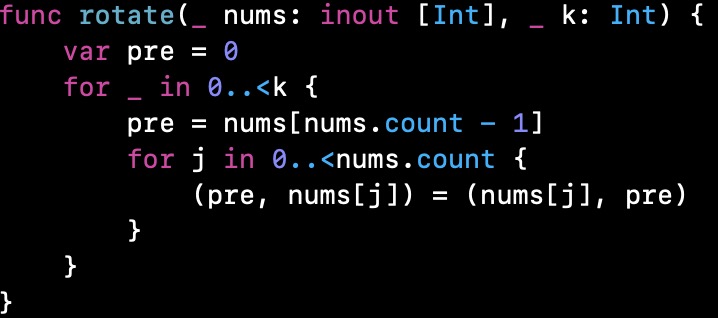 func rotate(_ nums: inout [Int], _ k: Int) {
    var pre = 0
    for _ in 0..<k {
        pre = nums[nums.count - 1]
        for j in 0..<nums.count {
            (pre, nums[j]) = (nums[j], pre)
        }
    }
}